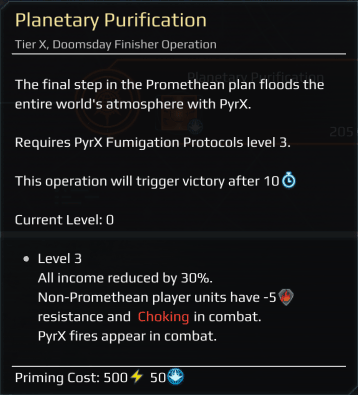 Planetary Purification
Tier X, Doomsday Finisher Operation
The final step in the Promethean plan floods the
entire world's atmosphere with PyrX.
Requires PyrX Fumigation Protocols level 3.
This operation will trigger victory after 10
Current Level: 0
Level 3
All income reduced by 30%.
Non-Promethean player units have -5
resistance and Choking in combat.
PyrX fires appear in combat.
Priming Cost: 500 50
Planetary Purification
205